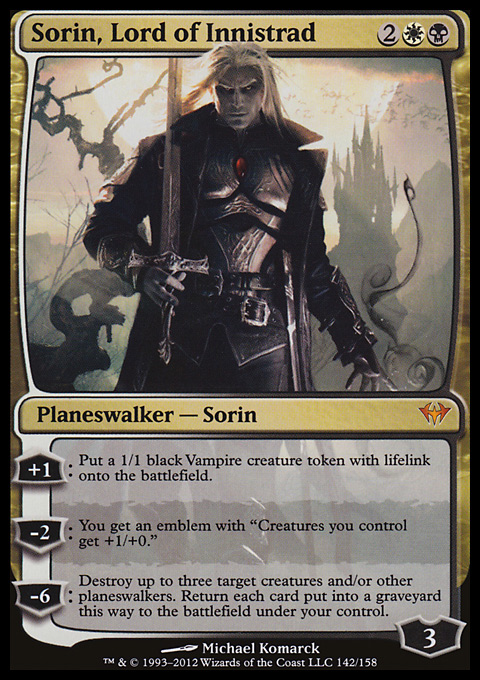 Sorin, Lord of Innistrad 2
Planeswalker — Sorin
+1: Put a 1/1 black Vampire creature token with lifelink
onto the battlefield.
-2: You get an emblem with “Creatures you control
get +1/+0.”
-6: Destroy up to three target creatures and/or other
planeswalkers. Return each card put into a graveyard
this way to the battlefield under your control.
3
Michael Komarck
™ & © 1993–2012 Wizards of the Coast LLC 142/158